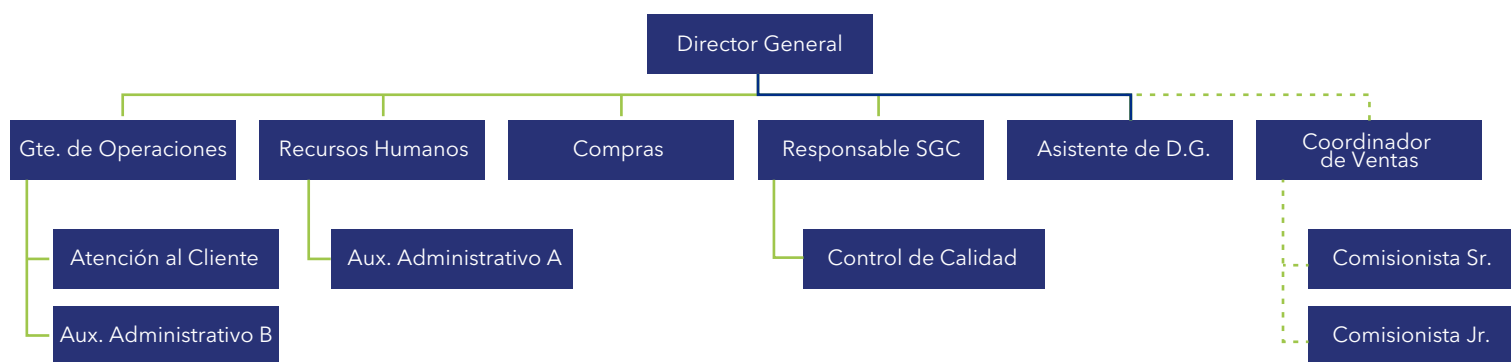 Director General
Gte. de Operaciones
Recursos Humanos
Compras
Responsable SGC
Asistente de D.G.
Coordinador
de Ventas
Atención al Cliente
Aux. Administrativo A
Control de Calidad
Comisionista Sr.
Aux. Administrativo B
Comisionista Jr.